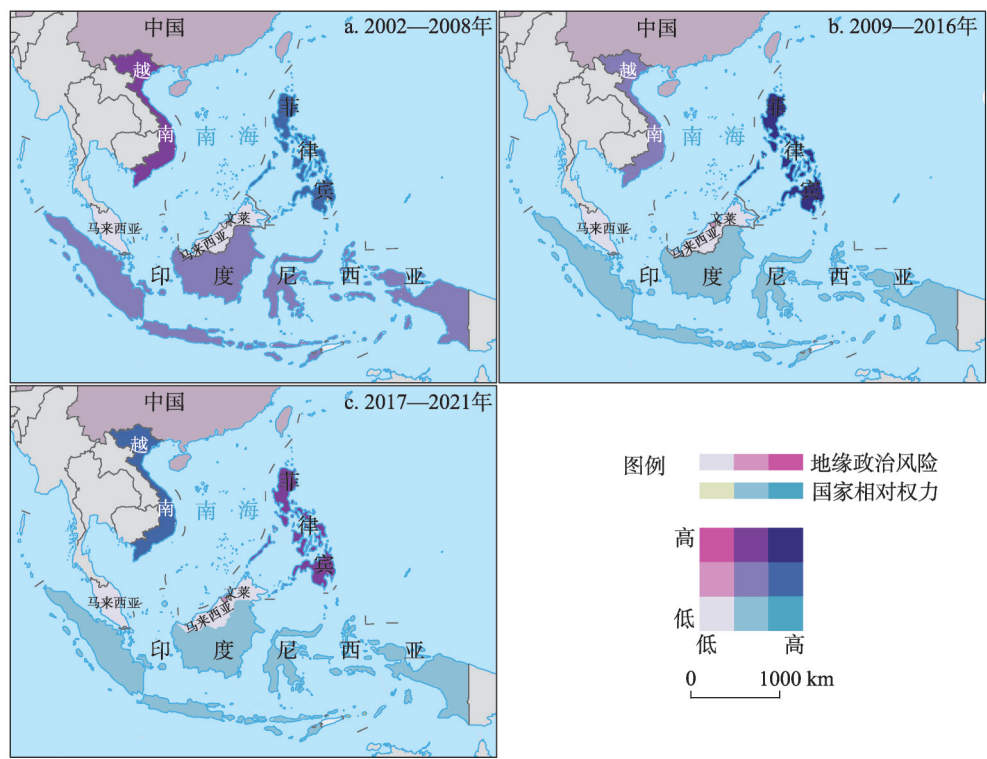 中国
a. 2002—2008年
越
南
南 海
菲
律
宾
文莱
马来西亚
马来西亚
印 度 尼 西 亚
中国
b. 2009—2016年
越
南
南 海
菲
律
宾
文莱
马来西亚
马来西亚
印 度 尼 西 亚
中国
c. 2017—2021年
越
南
南 海
菲
律
宾
文莱
马来西亚
马来西亚
印 度 尼 西 亚
图例
地缘政治风险
国家相对权力
高
低
低 高
0 1000 km